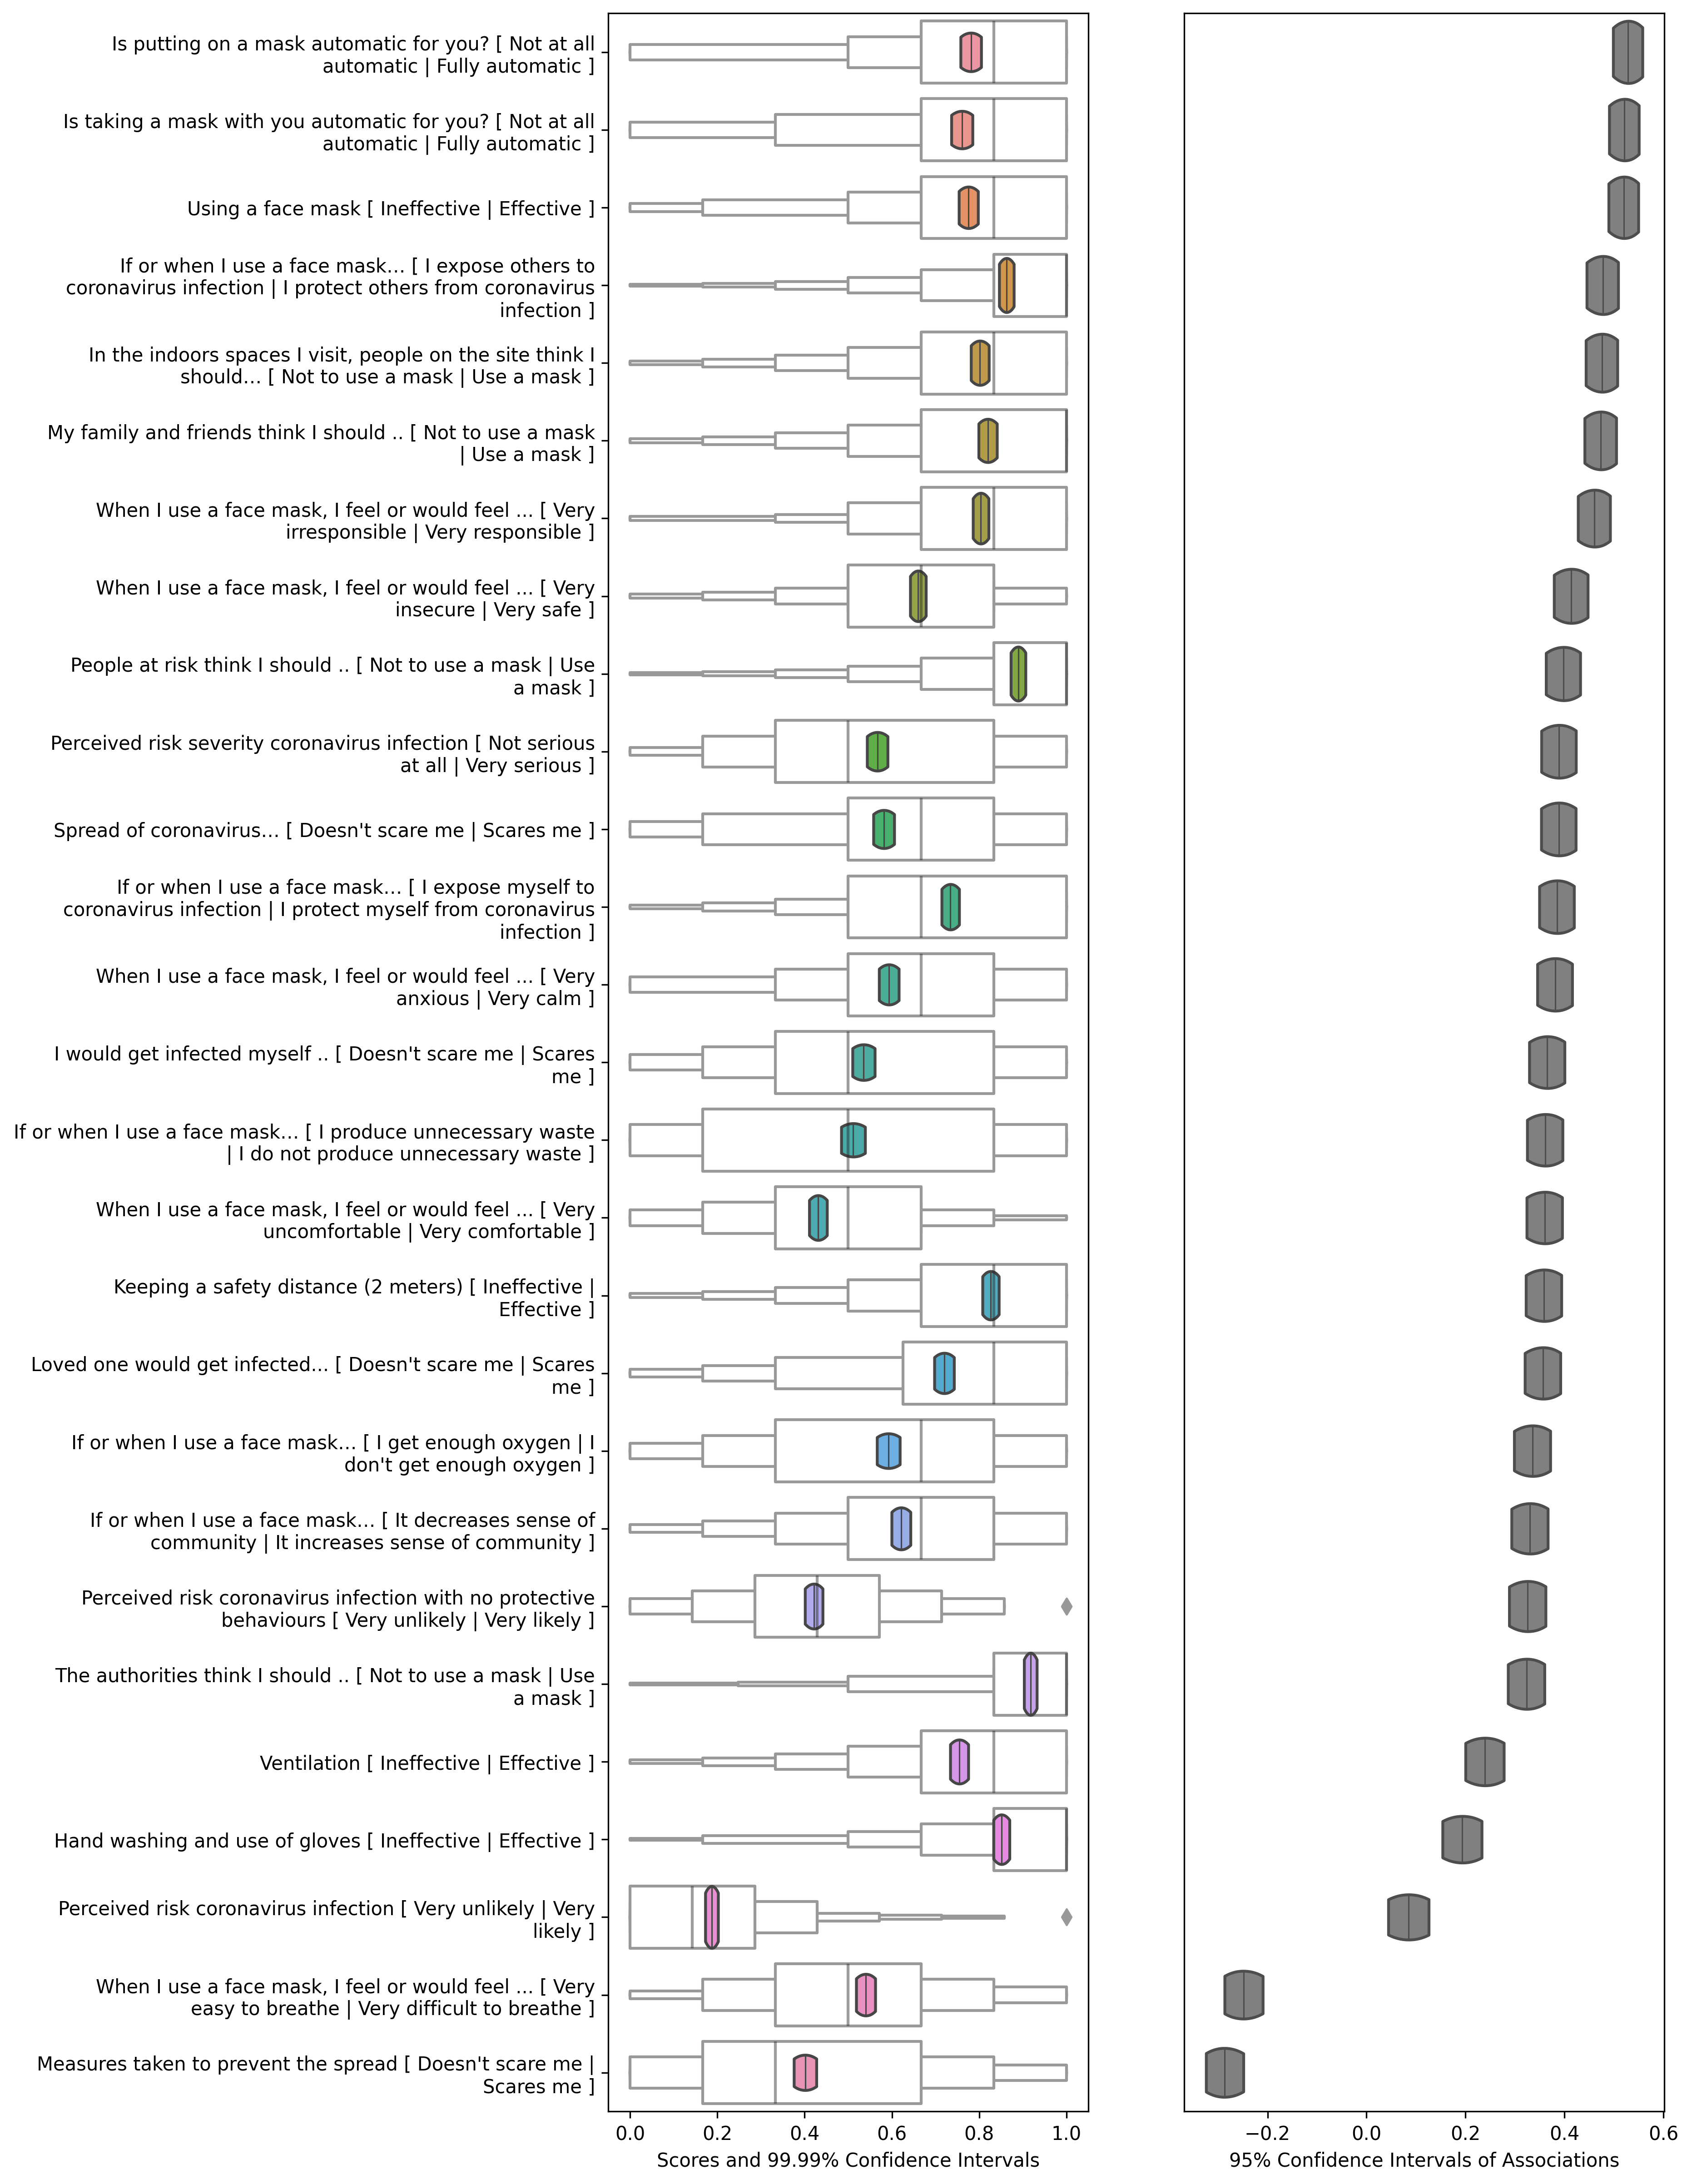 Is putting on a mask automatic for you? [ Not at all
automatic | Fully automatic ]
Is taking a mask with you automatic for you? [ Not at all
automatic | Fully automatic ]
Using a face mask [ Ineffective | Effective ]
If or when I use a face mask... [ I expose others to
coronavirus infection | I protect others from coronavirus
infection ]
In the indoors spaces I visit, people on the site think I
should... [ Not to use a mask | Use a mask ]
My family and friends think I should .. [ Not to use a mask
| Use a mask ]
When I use a face mask, I feel or would feel ... [ Very
irresponsible | Very responsible ]
When I use a face mask, I feel or would feel ... [ Very
insecure | Very safe ]
People at risk think I should .. [ Not to use a mask | Use
a mask ]
Perceived risk severity coronavirus infection [ Not serious
at all | Very serious ]
Spread of coronavirus... [ Doesn't scare me | Scares me ]
If or when I use a face mask... [ I expose myself to
coronavirus infection | I protect myself from coronavirus
infection ]
When I use a face mask, I feel or would feel ... [ Very
anxious | Very calm ]
I would get infected myself .. [ Doesn't scare me | Scares
me ]
If or when I use a face mask... [ I produce unnecessary waste
| I do not produce unnecessary waste ]
When I use a face mask, I feel or would feel ... [ Very
uncomfortable | Very comfortable ]
Keeping a safety distance (2 meters) [ Ineffective |
Effective ]
Loved one would get infected... [ Doesn't scare me | Scares
me ]
If or when I use a face mask... [ I get enough oxygen | I
don't get enough oxygen ]
If or when I use a face mask... [ It decreases sense of
community | It increases sense of community ]
Perceived risk coronavirus infection with no protective
behaviours [ Very unlikely | Very likely ]
The authorities think I should .. [ Not to use a mask | Use
a mask ]
Ventilation [ Ineffective | Effective ]
Hand washing and use of gloves [ Ineffective | Effective ]
Perceived risk coronavirus infection [ Very unlikely | Very
likely ]
When I use a face mask, I feel or would feel ... [ Very
easy to breathe | Very difficult to breathe ]
Measures taken to prevent the spread [ Doesn't scare me |
Scares me ]
0.0 0.2 0.4 0.6 0.8 1.0
Scores and 99.99% Confidence Intervals
−0.2 0.0 0.2 0.4 0.6
95% Confidence Intervals of Associations